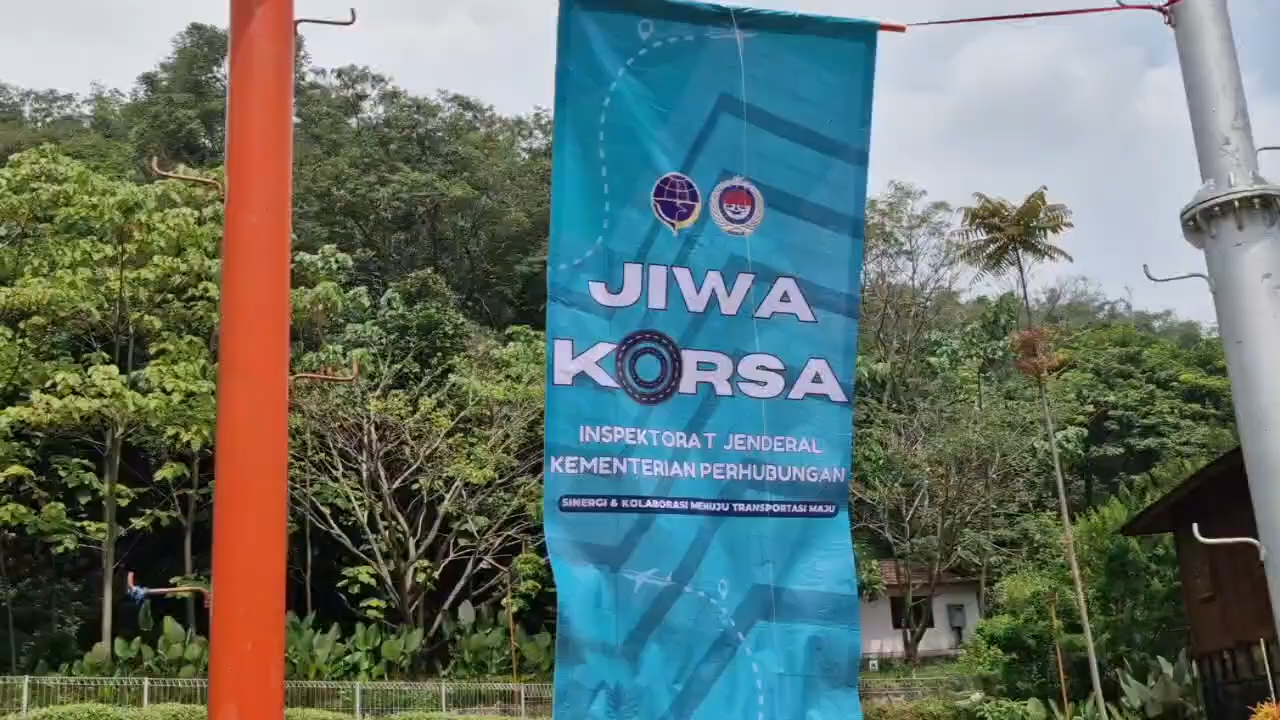 JIWA
KORSA
INSPEKTORAT JENDERAL
KEMENTERIAN PERHUBUNGAN
SINERGI & KOLABORASI MENUJU TRANSPORTASI MAJU